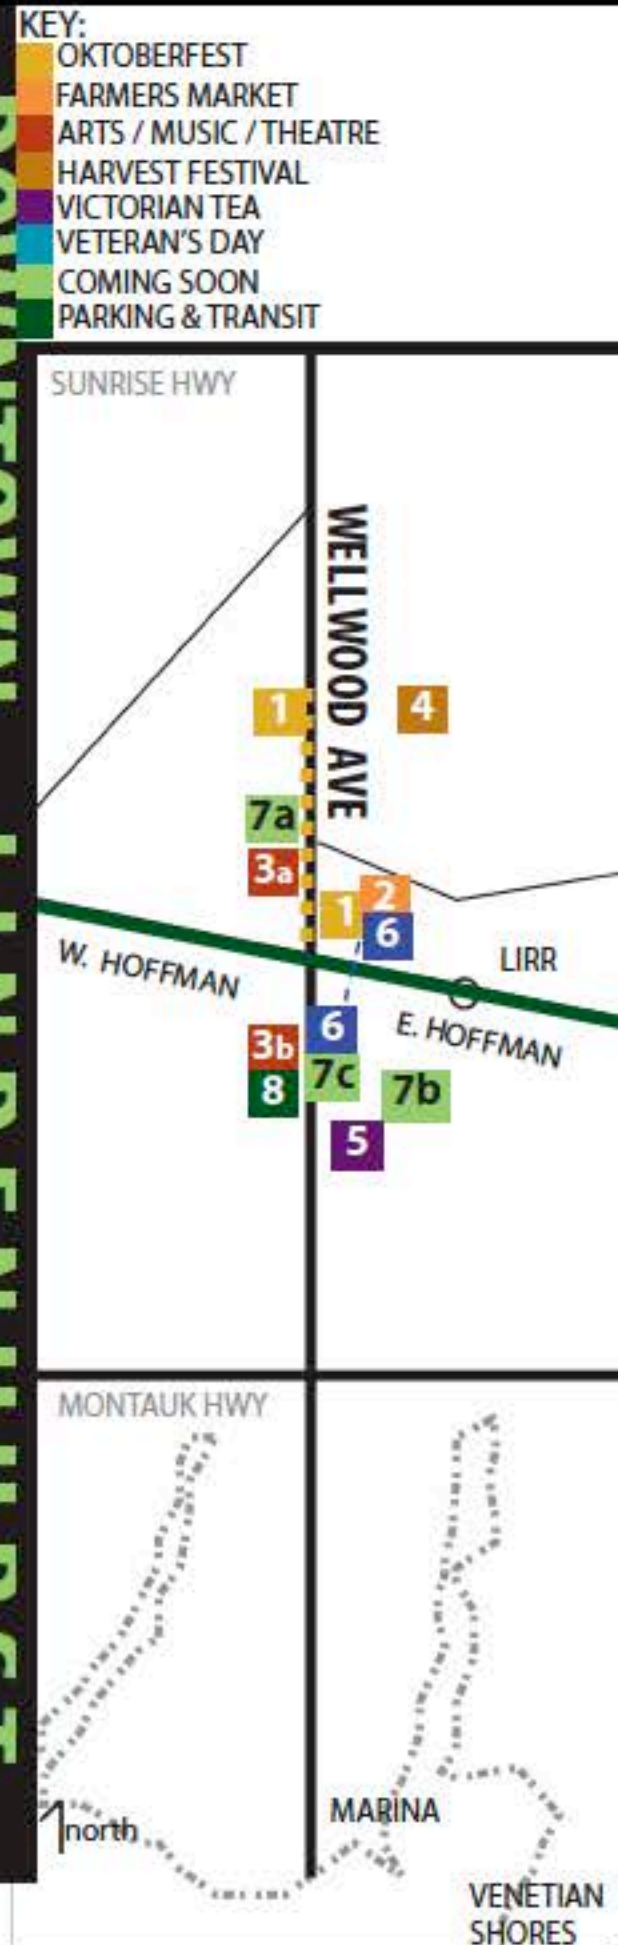 KEY:
OKTOBERFEST
FARMERS MARKET
ARTS / MUSIC / THEATRE
HARVEST FESTIVAL
VICTORIAN TEA
VETERAN'S DAY
COMING SOON
PARKING & TRANSIT
SUNRISE HWY
WELLWOOD AVE
1
4
7a
3a
2
1
6
LIRR
W. HOFFMAN
E. HOFFMAN
6
3b
7c
7b
8
5
MONTAUK HWY
MARINA
north
VENETIAN
SHORES